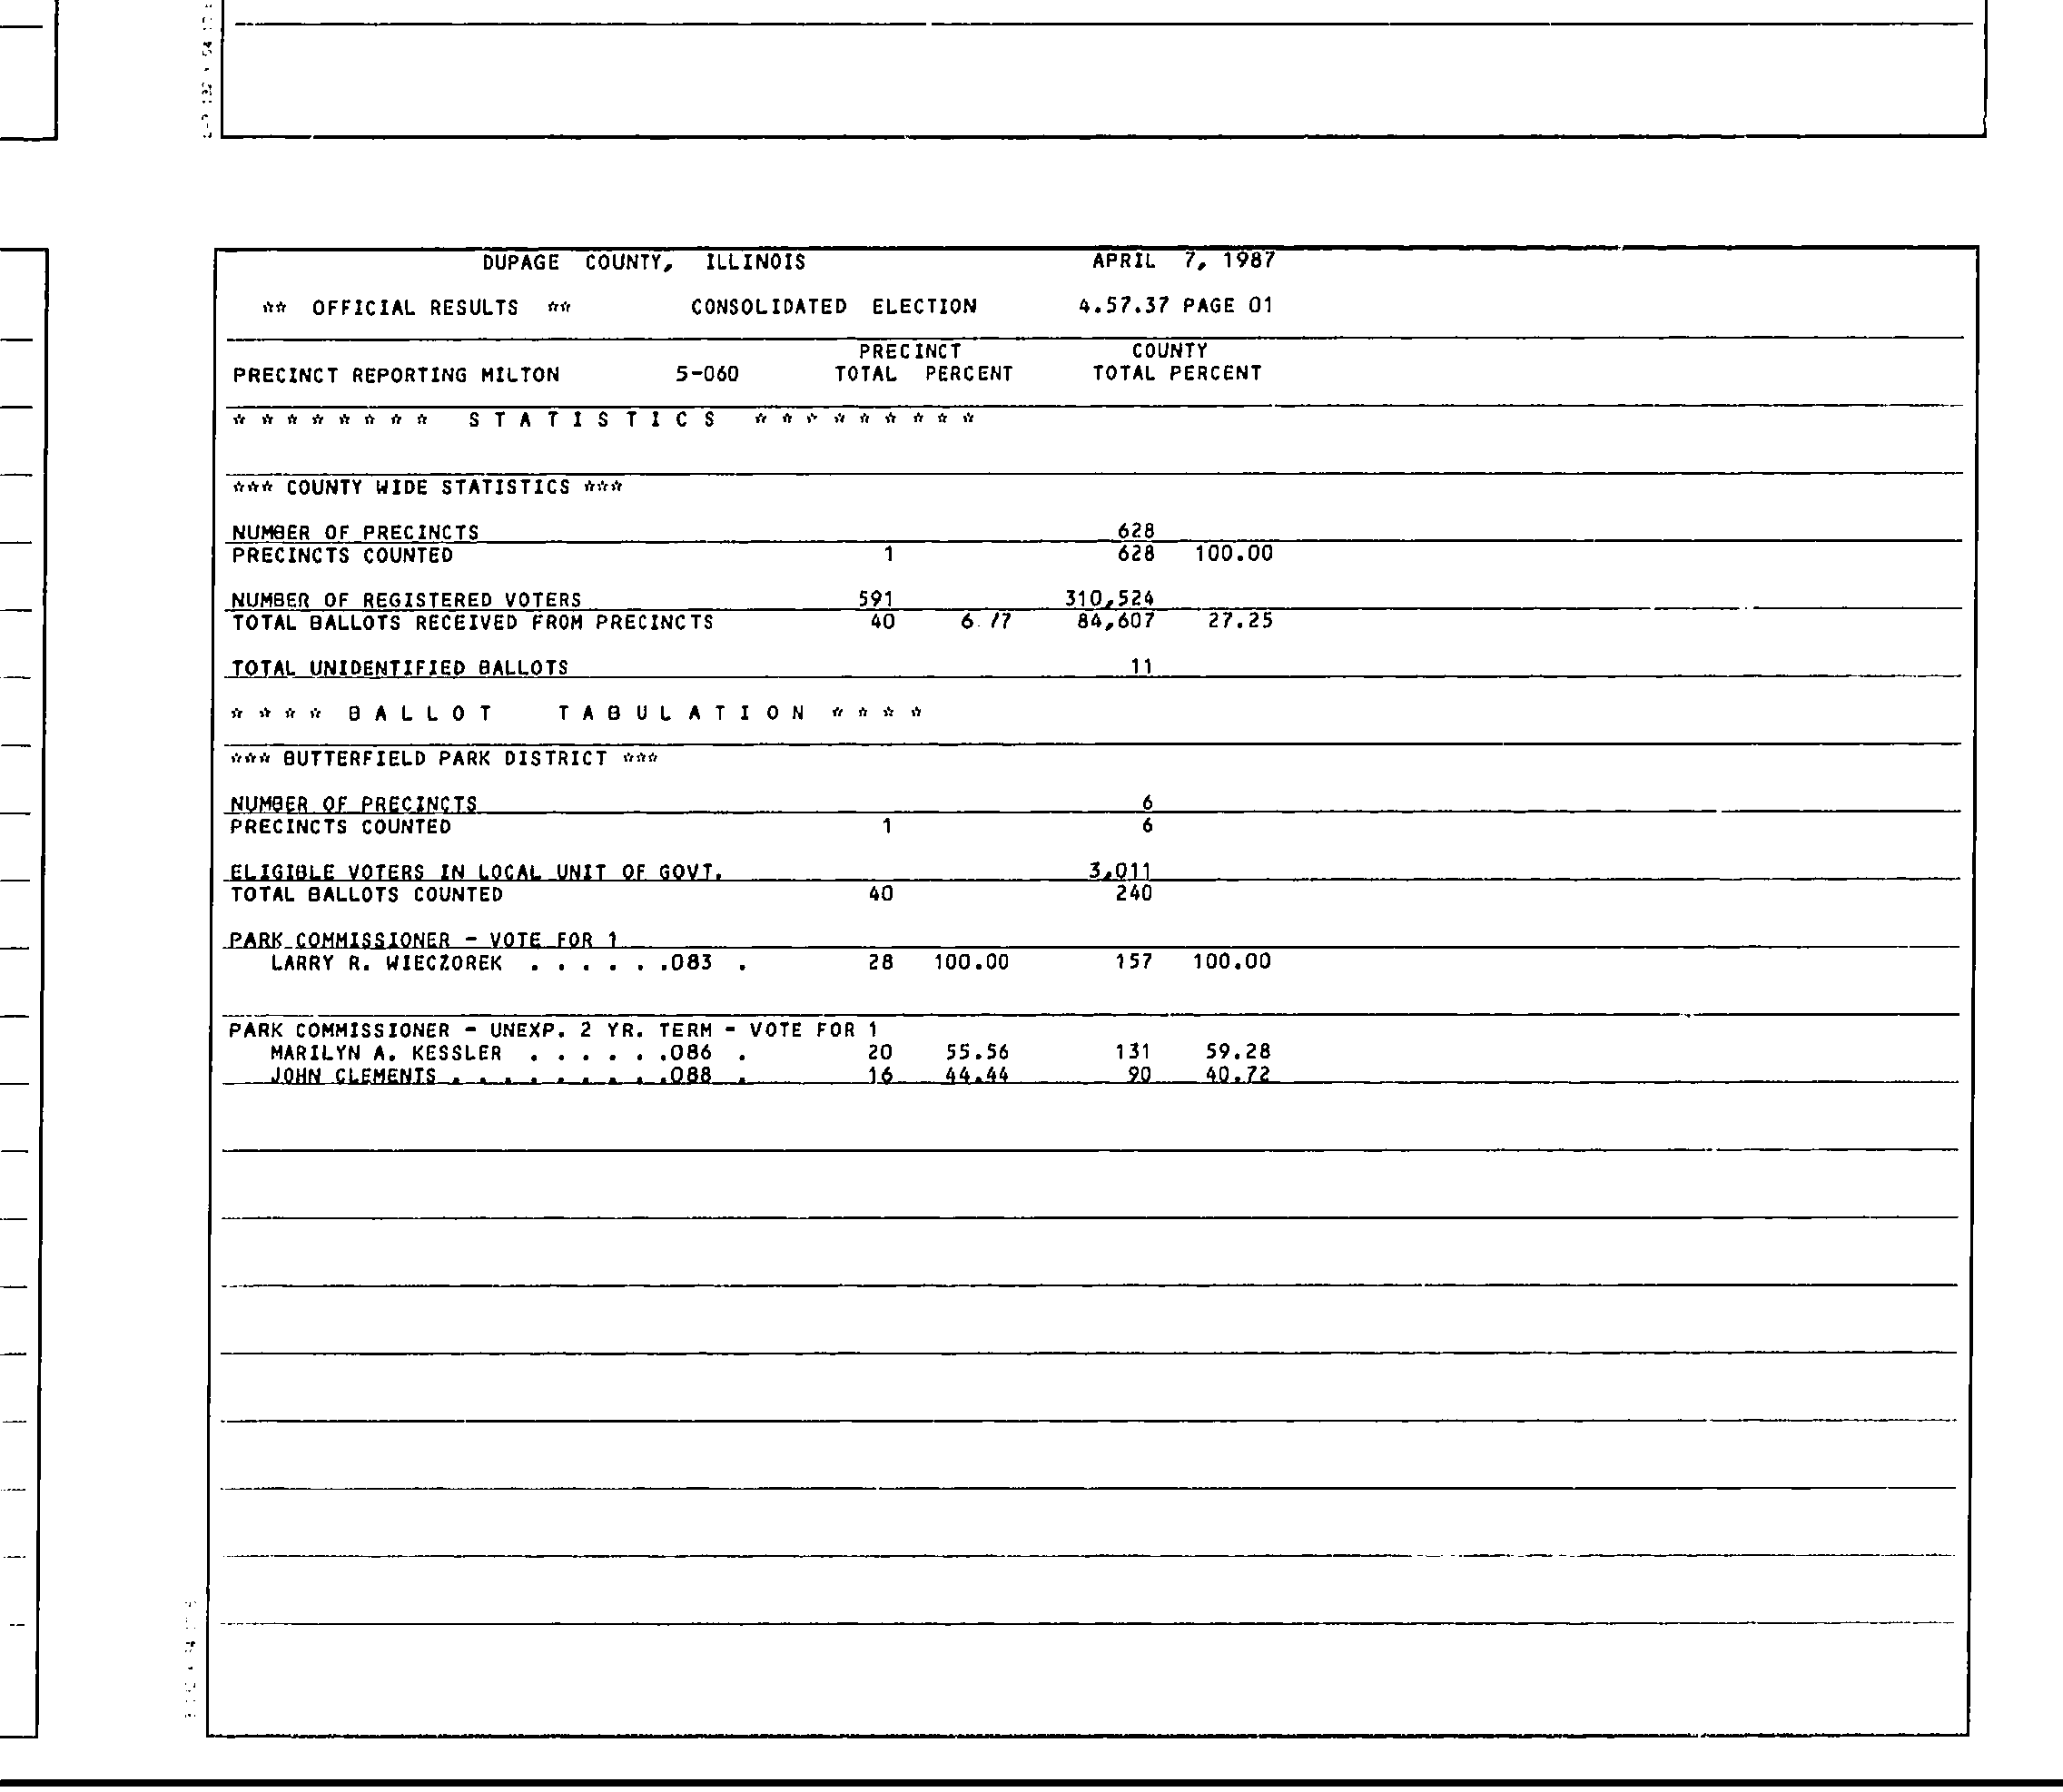 DUPAGE COUNTY, ILLINOIS APRIL 7, 1987
** OFFICIAL RESULTS ** CONSOLIDATED ELECTION 4.57.37 PAGE 01
PRECINCT COUNTY
PRECINCT REPORTING MILTON 5-060 TOTAL PERCENT TOTAL PERCENT
* * * * * * * * S T A T I S T I C S * * * * * * * * *
*** COUNTY WIDE STATISTICS ***
NUMBER OF PRECINCTS 628
PRECINCTS COUNTED 1 628 100.00
NUMBER OF REGISTERED VOTERS 591 310,524
TOTAL BALLOTS RECEIVED FROM PRECINCTS 40 6.77 84,607 27.25
TOTAL UNIDENTIFIED BALLOTS 11
* * * * B A L L O T T A B U L A T I O N * * * *
*** BUTTERFIELD PARK DISTRICT ***
NUMBER OF PRECINCTS 6
PRECINCTS COUNTED 1 6
ELIGIBLE VOTERS IN LOCAL UNIT OF GOVT. 3,011
TOTAL BALLOTS COUNTED 40 240
PARK COMMISSIONER - VOTE FOR 1
LARRY R. WIECZOREK . . . . . .083 . 28 100.00 157 100.00
PARK COMMISSIONER - UNEXP. 2 YR. TERM - VOTE FOR 1
MARILYN A. KESSLER . . . . . .086 . 20 55.56 131 59.28
JOHN CLEMENTS . . . . . . . . .088 . 16 44.44 90 40.72